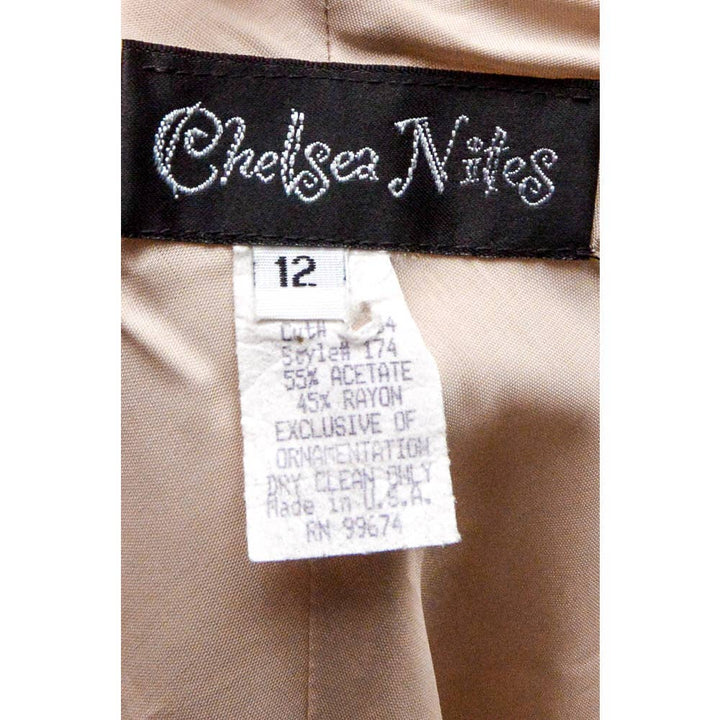 Chelsea Nites
12
Cut#
Style# 174
55% ACETATE
45% RAYON
EXCLUSIVE OF
ORNAMENTATION
DRY CLEAN ONLY
Made in U.S.A.
RN 99674